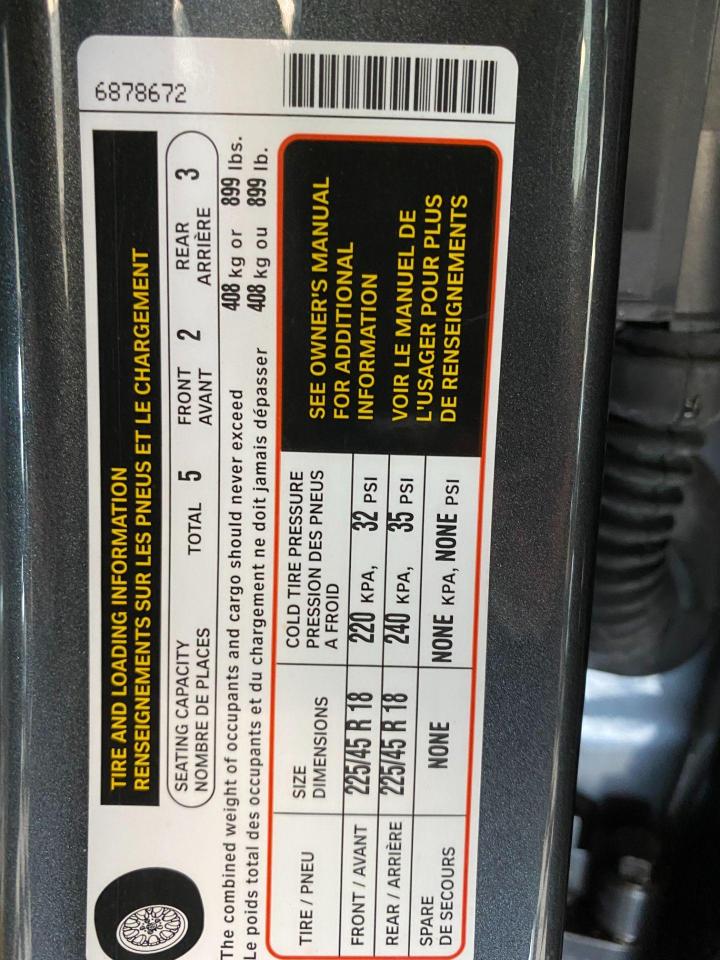 TIRE AND LOADING INFORMATION
RENSEIGNEMENTS SUR LES PNEUS ET LE CHARGEMENT
6878672
SEATING CAPACITY TOTAL 5 FRONT 2 REAR 3
NOMBRE DE PLACES AVANT ARRIÈRE
The combined weight of occupants and cargo should never exceed 408 kg or 899 lbs.
Le poids total des occupants et du chargement ne doit jamais dépasser 408 kg ou 899 lb.
TIRE / PNEU
SIZE
DIMENSIONS
COLD TIRE PRESSURE
PRESSION DES PNEUS
A FROID
FRONT / AVANT 225/45 R 18 220 KPA, 32 PSI
REAR / ARRIÈRE 225/45 R 18 240 KPA, 35 PSI
SPARE
DE SECOURS NONE NONE KPA, NONE PSI
SEE OWNER'S MANUAL
FOR ADDITIONAL
INFORMATION
VOIR LE MANUEL DE
L'USAGER POUR PLUS
DE RENSEIGNEMENTS